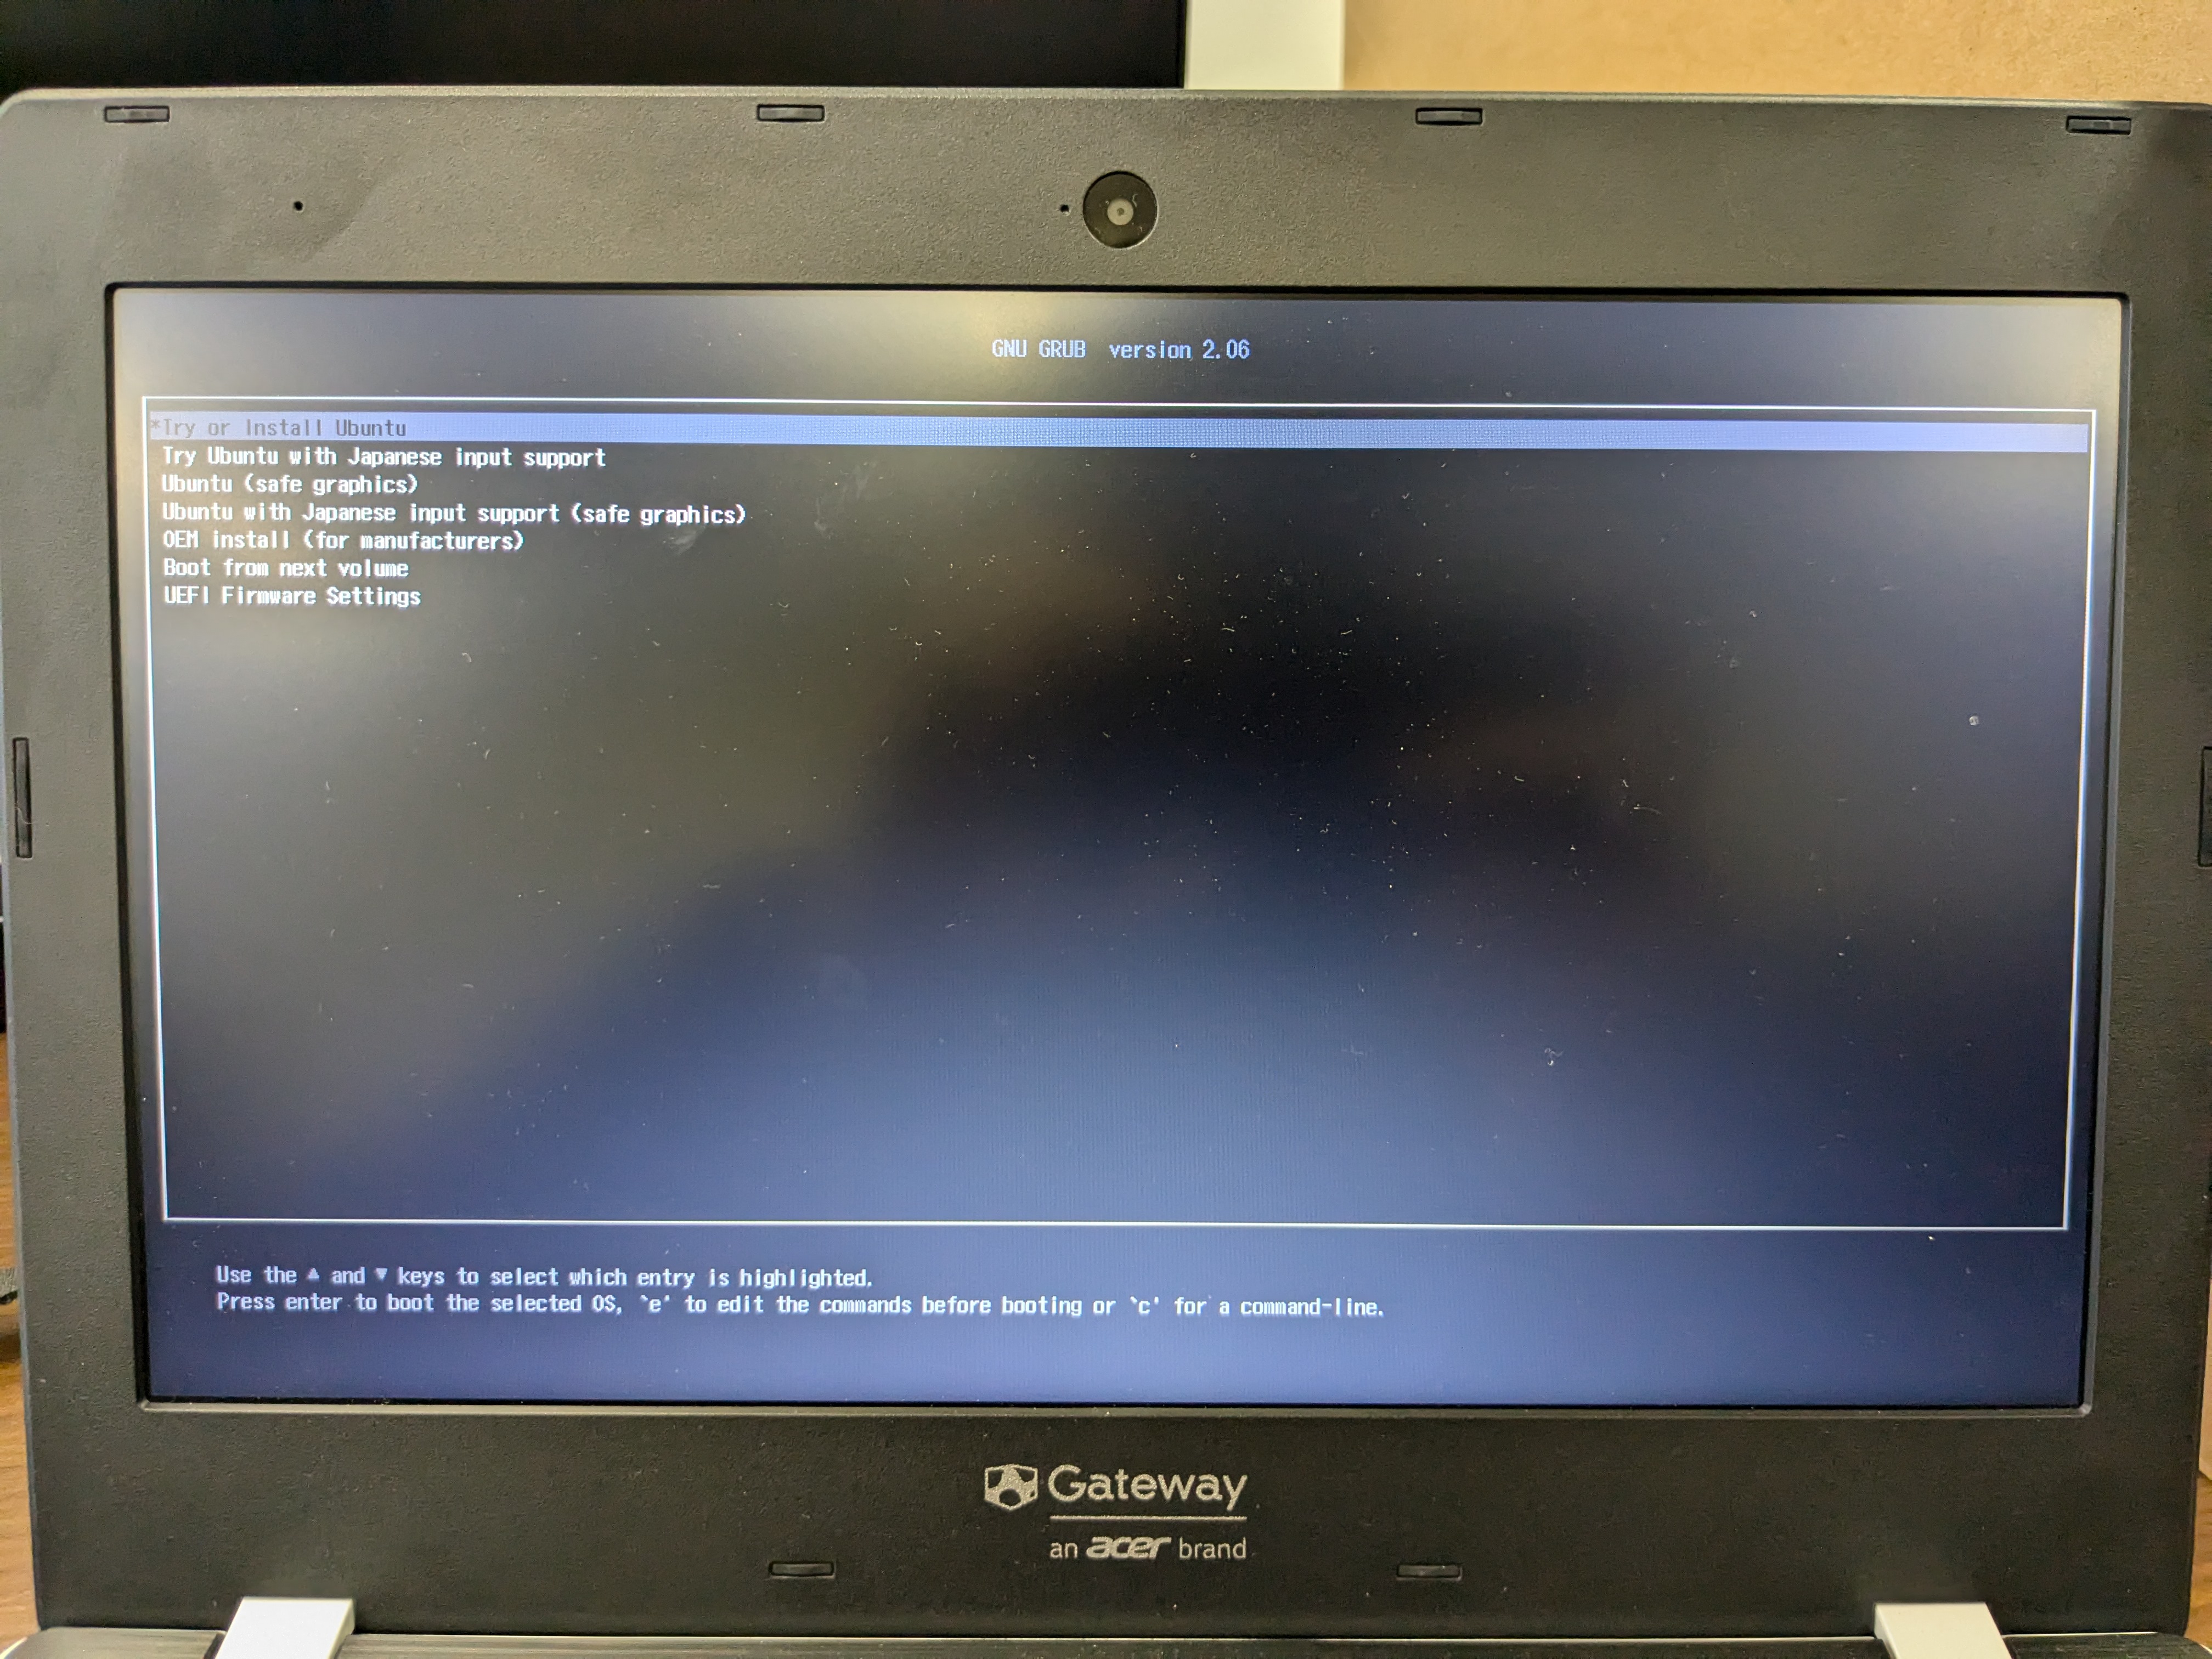 GNU GRUB  version 2.06
*Try or Install Ubuntu
Try Ubuntu with Japanese input support
Ubuntu (safe graphics)
Ubuntu with Japanese input support (safe graphics)
OEM install (for manufacturers)
Boot from next volume
UEFI Firmware Settings
Use the ▲ and ▼ keys to select which entry is highlighted.
Press enter to boot the selected OS, `e' to edit the commands before booting or `c' for a command-line.
Gateway
an acer brand